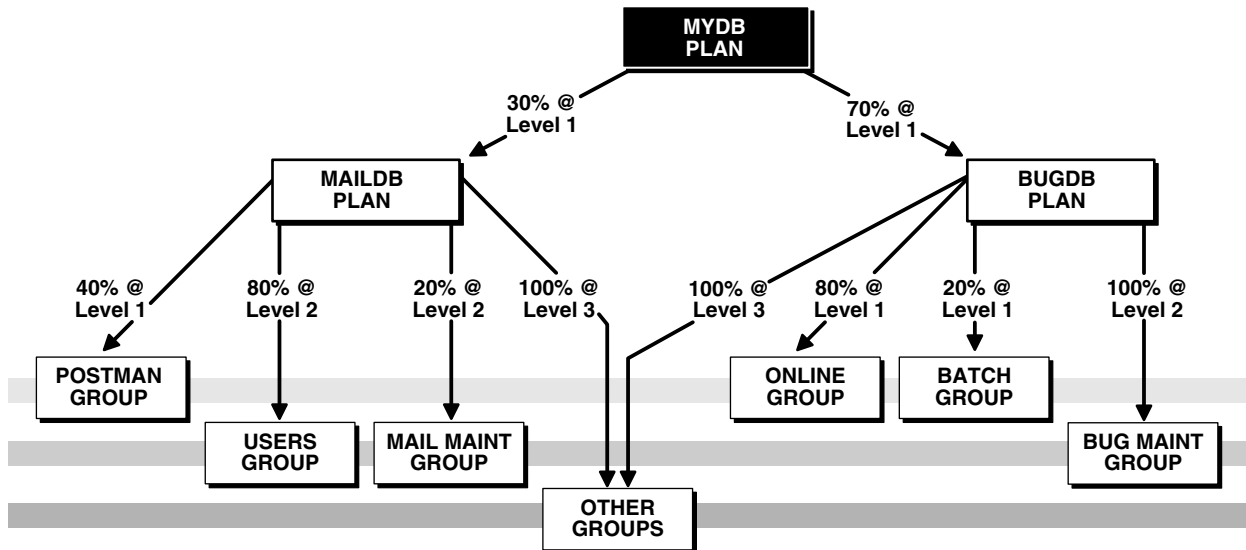 MYDB
PLAN
30% @
Level 1
70% @
Level 1
MAILDB
PLAN
BUGDB
PLAN
40% @
Level 1
80% @
Level 2
20% @
Level 2
100% @
Level 3
100% @
Level 3
80% @
Level 1
20% @
Level 1
100% @
Level 2
POSTMAN
GROUP
ONLINE
GROUP
BATCH
GROUP
USERS
GROUP
MAIL MAINT
GROUP
BUG MAINT
GROUP
OTHER
GROUPS